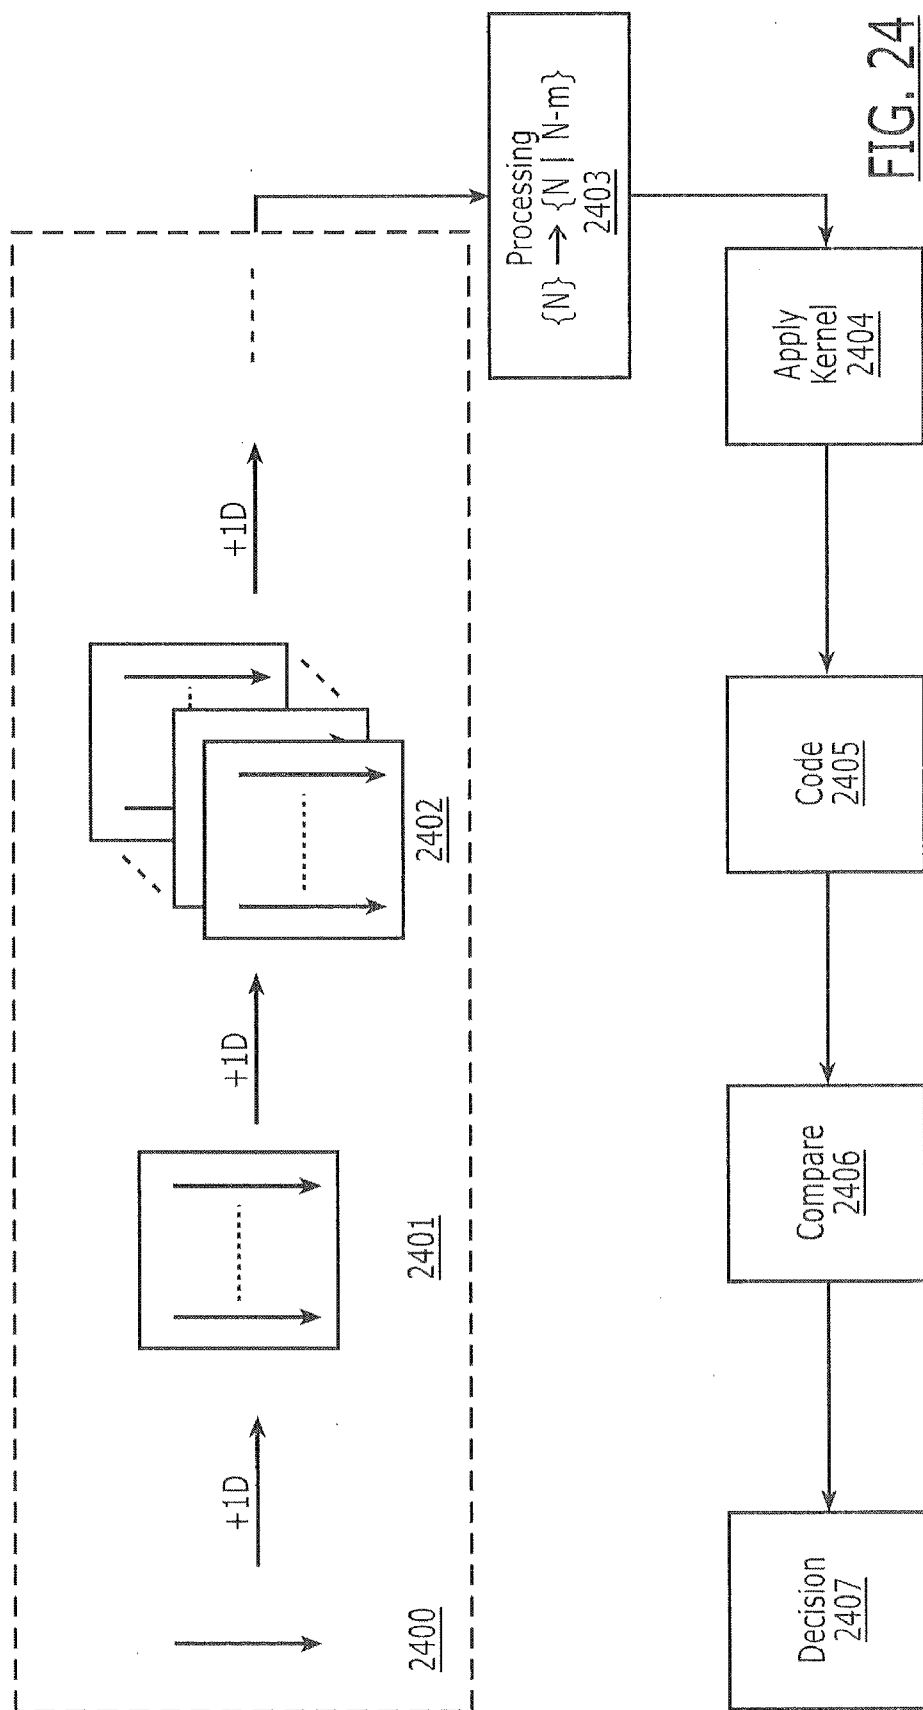 +1D
+1D
+1D
2400
2401
2402
Processing
{N} → {N | N-m}
2403
Apply
Kernel
2404
Code
2405
Compare
2406
Decision
2407
FIG. 24